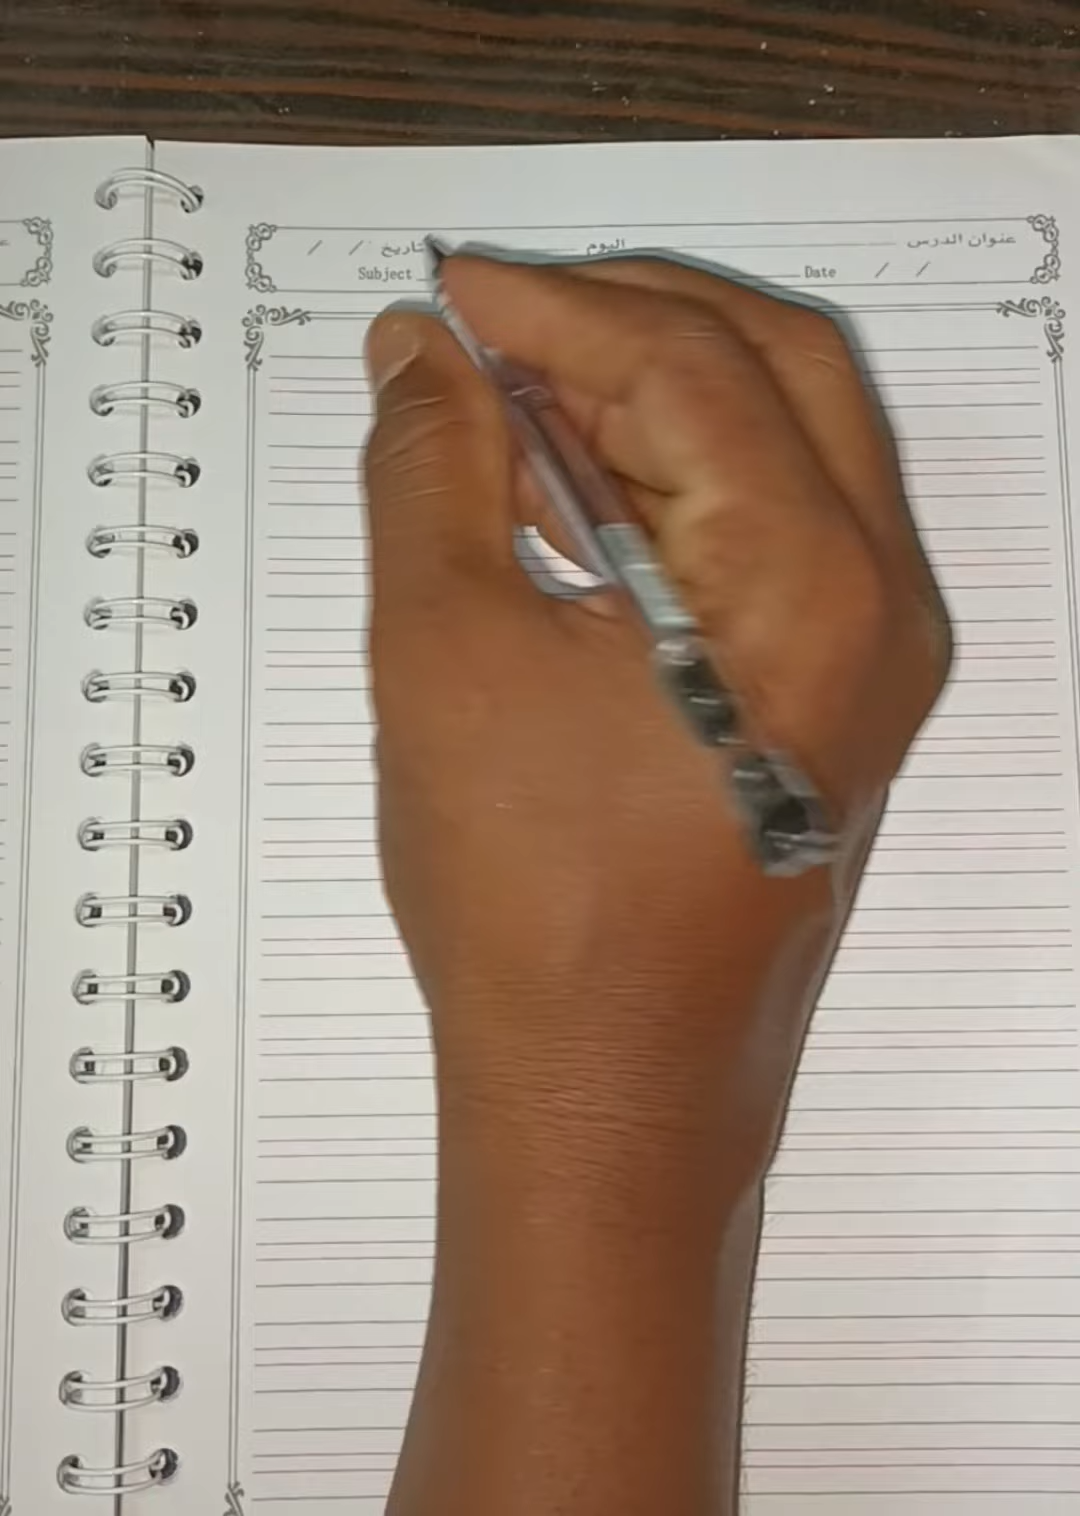 عنوان الدرس اليوم التاريخ / /
Subject Date / /